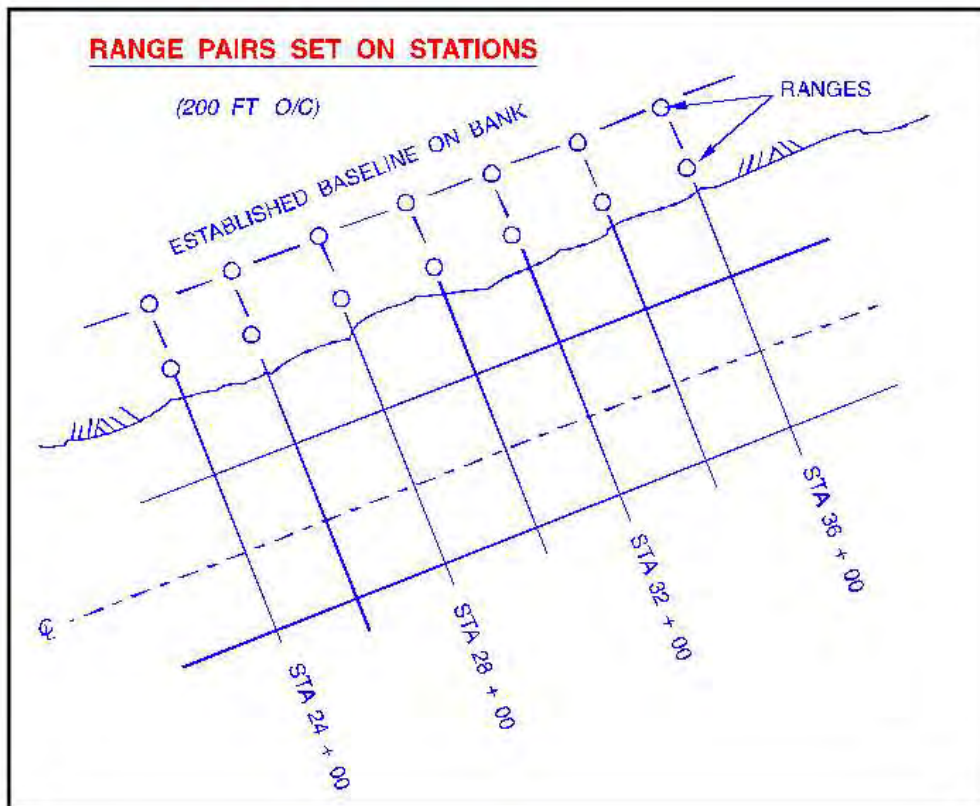 RANGE PAIRS SET ON STATIONS
(200 FT O/C)
RANGES
ESTABLISHED BASELINE ON BANK
℄
STA 24 + 00
STA 28 + 00
STA 32 + 00
STA 36 + 00